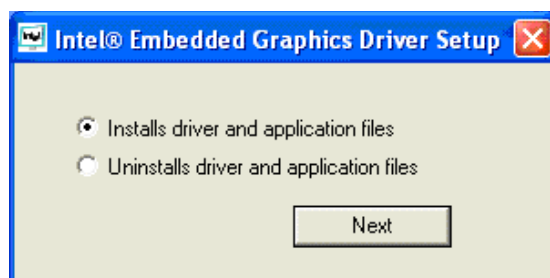 Intel® Embedded Graphics Driver Setup
Installs driver and application files
Uninstalls driver and application files
Next